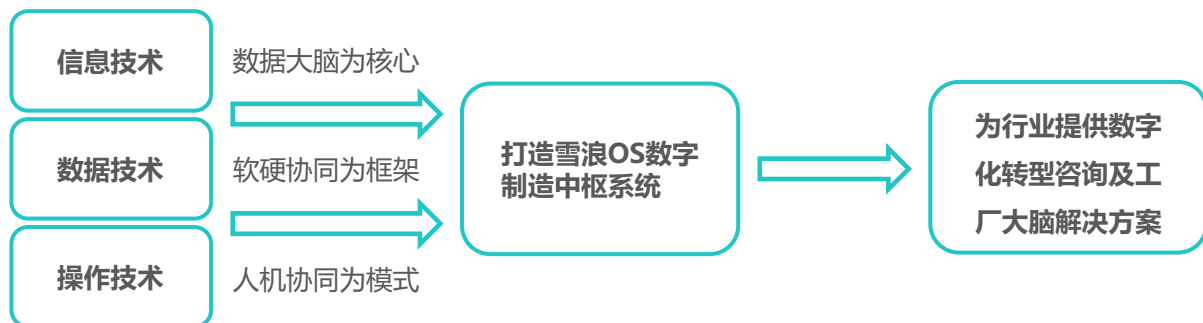 信息技术
数据大脑为核心
数据技术
软硬协同为框架
操作技术
人机协同为模式
打造雪浪OS数字
制造中枢系统
为行业提供数字
化转型咨询及工
厂大脑解决方案